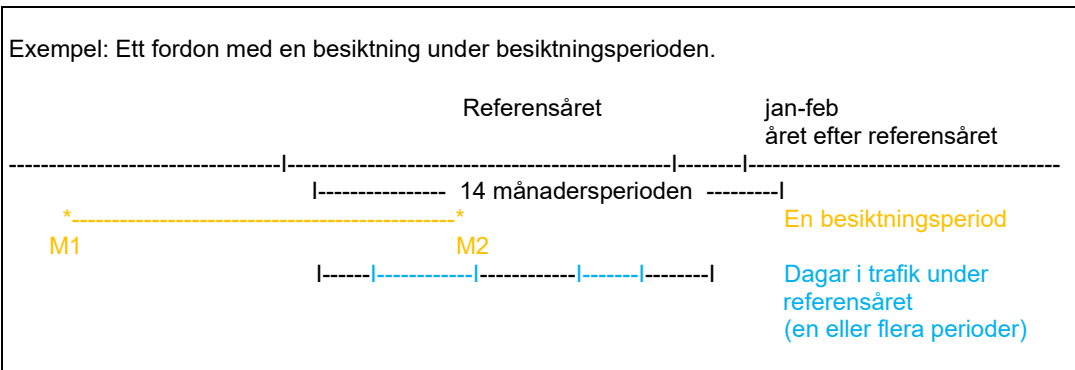 Exempel: Ett fordon med en besiktning under besiktningsperioden.
Referensåret jan-feb
året efter referensåret
14 månadersperioden
En besiktningsperiod
M1 M2
Dagar i trafik under
referensåret
(en eller flera perioder)